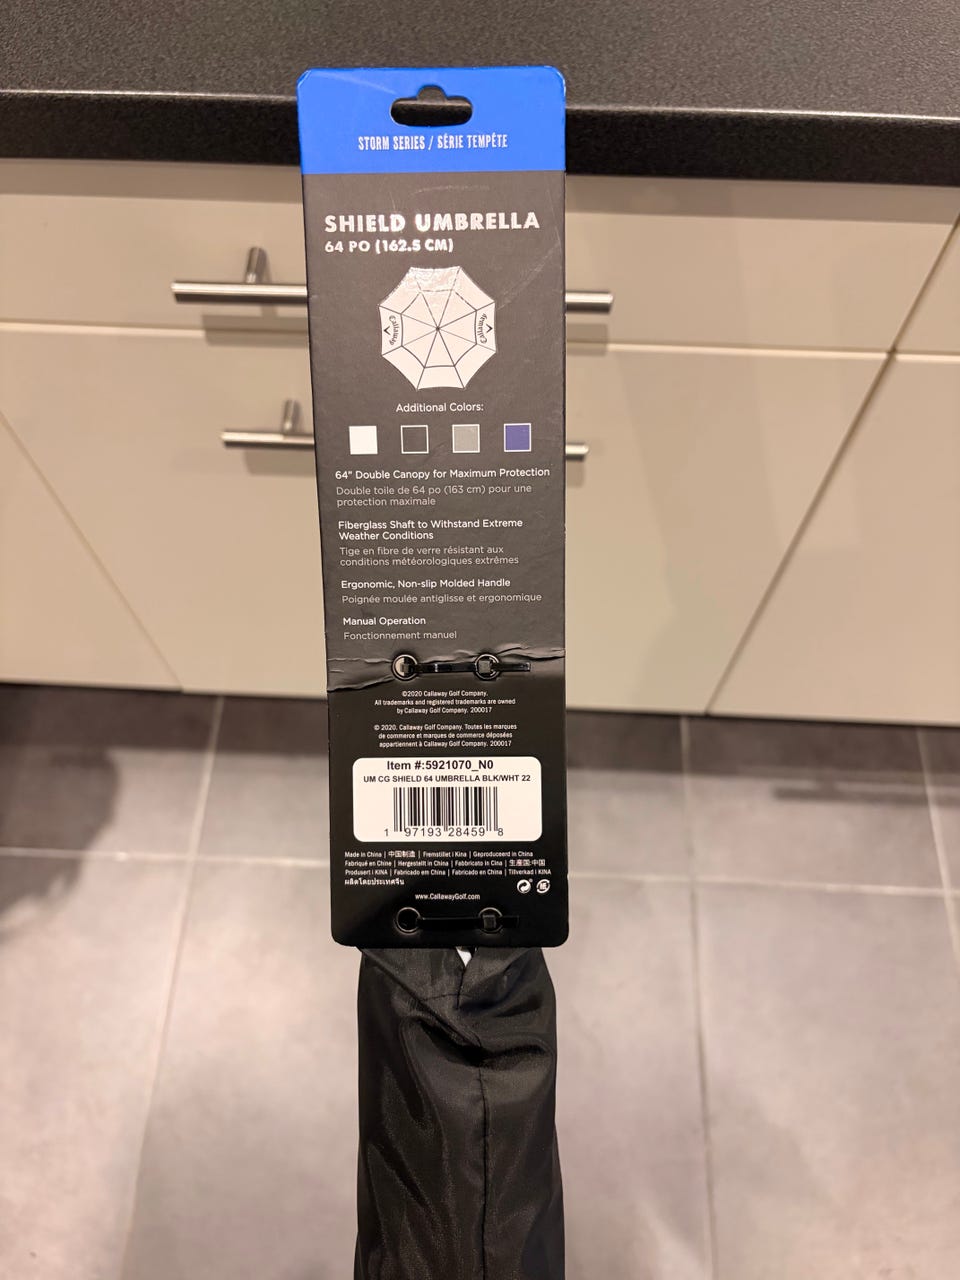 STORM SERIES / SÉRIE TEMPÊTE
SHIELD UMBRELLA
64 PO (162.5 CM)
Callaway
Callaway
Additional Colors:
64" Double Canopy for Maximum Protection
Double toile de 64 po (163 cm) pour une
protection maximale
Fiberglass Shaft to Withstand Extreme
Weather Conditions
Tige en fibre de verre résistant aux
conditions météorologiques extrêmes
Ergonomic, Non-slip Molded Handle
Poignée moulée antiglisse et ergonomique
Manual Operation
Fonctionnement manuel
©2020 Callaway Golf Company.
All trademarks and registered trademarks are owned
by Callaway Golf Company. 200017
© 2020. Callaway Golf Company. Toutes les marques
de commerce et marques de commerce déposées
appartiennent à Callaway Golf Company. 200017
Item #:5921070_N0
UM CG SHIELD 64 UMBRELLA BLK/WHT 22
1 97193 28459 8
Made in China | 中国制造 | Fremstillet i Kina | Geproduceerd in China
Fabriqué en Chine | Hergestellt in China | Fabbricato in Cina | 生産国:中国
Produsert i KINA | Fabricado em China | Fabricado en China | Tillverkad i KINA
ผลิตโดยประเทศจีน
www.CallawayGolf.com